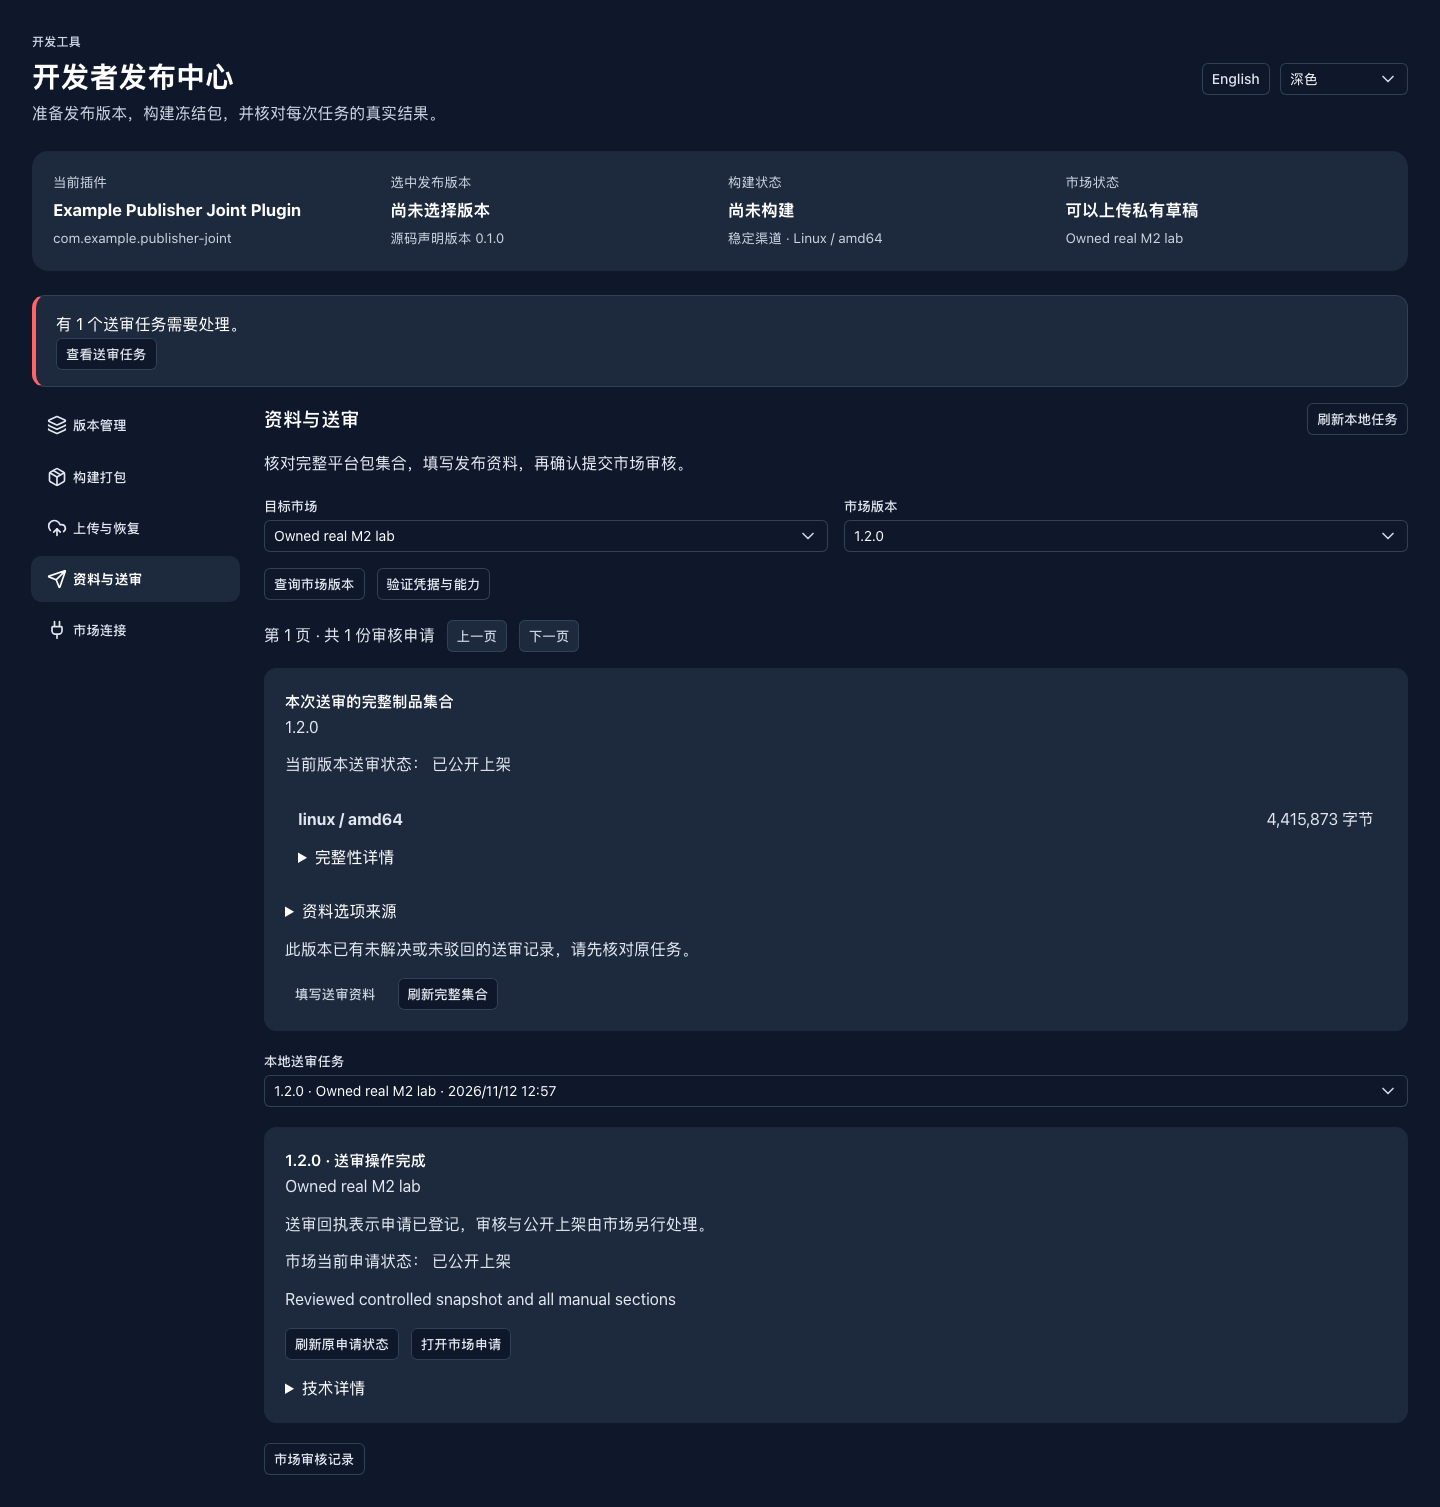 开发工具
开发者发布中心
准备发布版本，构建冻结包，并核对每次任务的真实结果。
English
深色
当前插件
Example Publisher Joint Plugin
com.example.publisher-joint
选中发布版本
尚未选择版本
源码声明版本 0.1.0
构建状态
尚未构建
稳定渠道 · Linux / amd64
市场状态
可以上传私有草稿
Owned real M2 lab
有 1 个送审任务需要处理。
查看送审任务
版本管理
构建打包
上传与恢复
资料与送审
市场连接
资料与送审
刷新本地任务
核对完整平台包集合，填写发布资料，再确认提交市场审核。
目标市场
Owned real M2 lab
市场版本
1.2.0
查询市场版本
验证凭据与能力
第 1 页 · 共 1 份审核申请
上一页
下一页
本次送审的完整制品集合
1.2.0
当前版本送审状态： 已公开上架
linux / amd64
4,415,873 字节
完整性详情
资料选项来源
此版本已有未解决或未驳回的送审记录，请先核对原任务。
填写送审资料
刷新完整集合
本地送审任务
1.2.0 · Owned real M2 lab · 2026/11/12 12:57
1.2.0 · 送审操作完成
Owned real M2 lab
送审回执表示申请已登记，审核与公开上架由市场另行处理。
市场当前申请状态： 已公开上架
Reviewed controlled snapshot and all manual sections
刷新原申请状态
打开市场申请
技术详情
市场审核记录